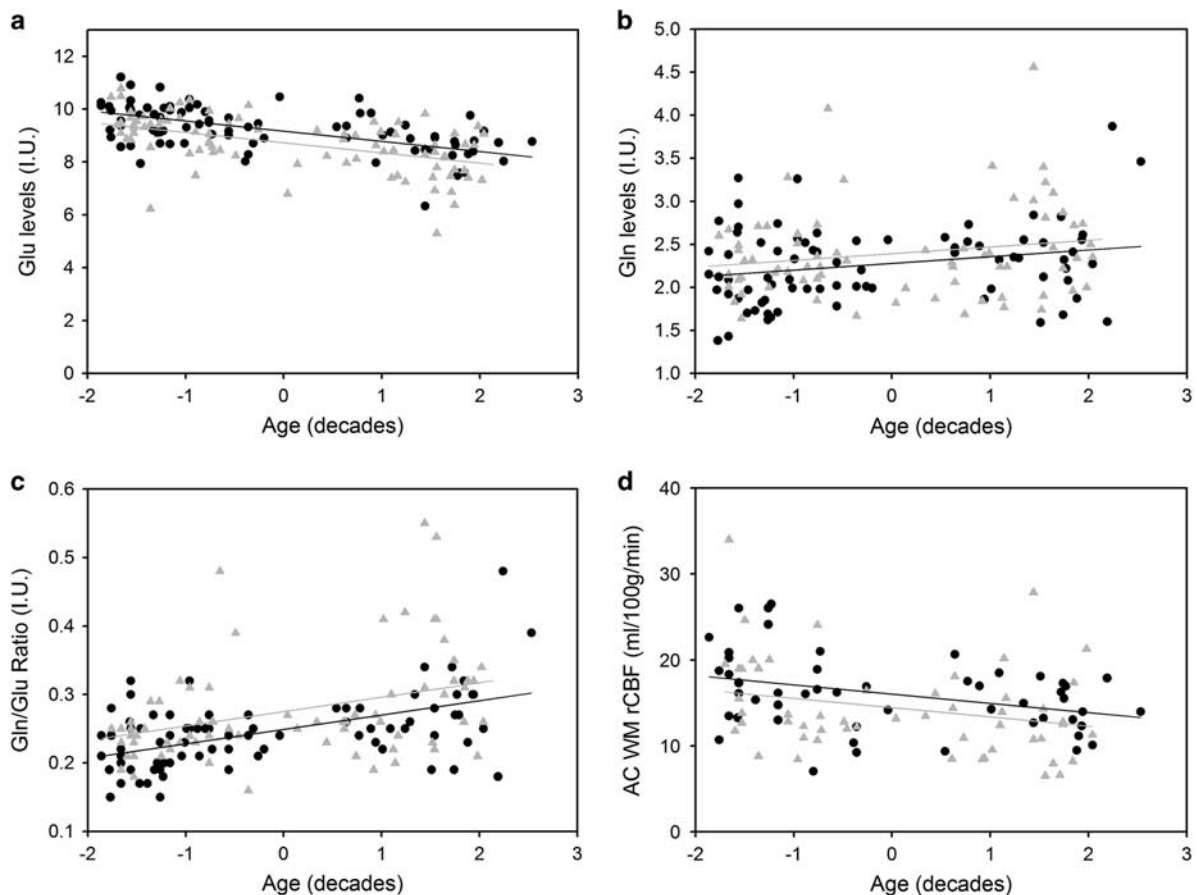 a
12
10
8
6
4
2
0
Glu levels (I.U.)
-2 -1 0 1 2 3
Age (decades)
b
5.0
4.5
4.0
3.5
3.0
2.5
2.0
1.5
1.0
Gln levels (I.U.)
-2 -1 0 1 2 3
Age (decades)
c
0.6
0.5
0.4
0.3
0.2
0.1
Gln/Glu Ratio (I.U.)
-2 -1 0 1 2 3
Age (decades)
d
40
30
20
10
0
AC WM rCBF (ml/100g/min)
-2 -1 0 1 2 3
Age (decades)